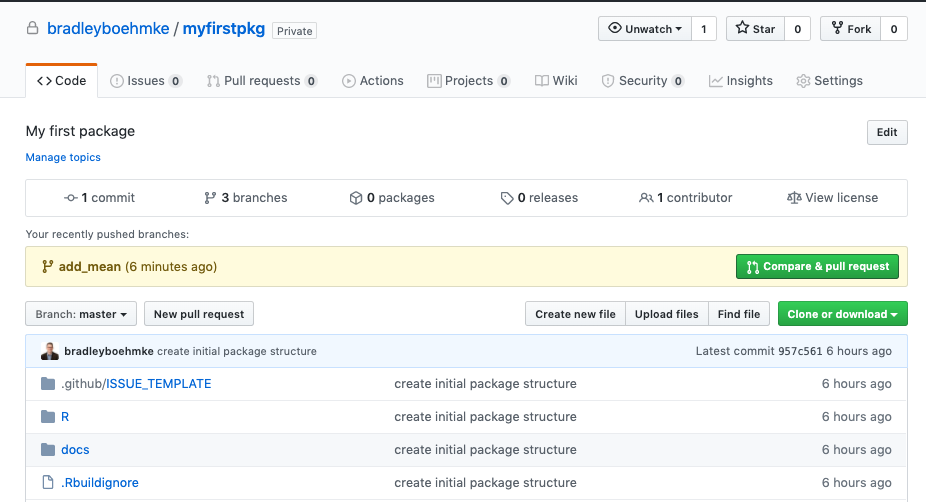 bradleyboehmke / myfirstpkg Private Unwatch 1 Star 0 Fork 0
Code Issues 0 Pull requests 0 Actions Projects 0 Wiki Security 0 Insights Settings
My first package Edit
Manage topics
1 commit 3 branches 0 packages 0 releases 1 contributor View license
Your recently pushed branches:
add_mean (6 minutes ago) Compare & pull request
Branch: master New pull request Create new file Upload files Find file Clone or download
bradleyboehmke create initial package structure Latest commit 957c561 6 hours ago
.github/ISSUE_TEMPLATE create initial package structure 6 hours ago
R create initial package structure 6 hours ago
docs create initial package structure 6 hours ago
.Rbuildignore create initial package structure 6 hours ago